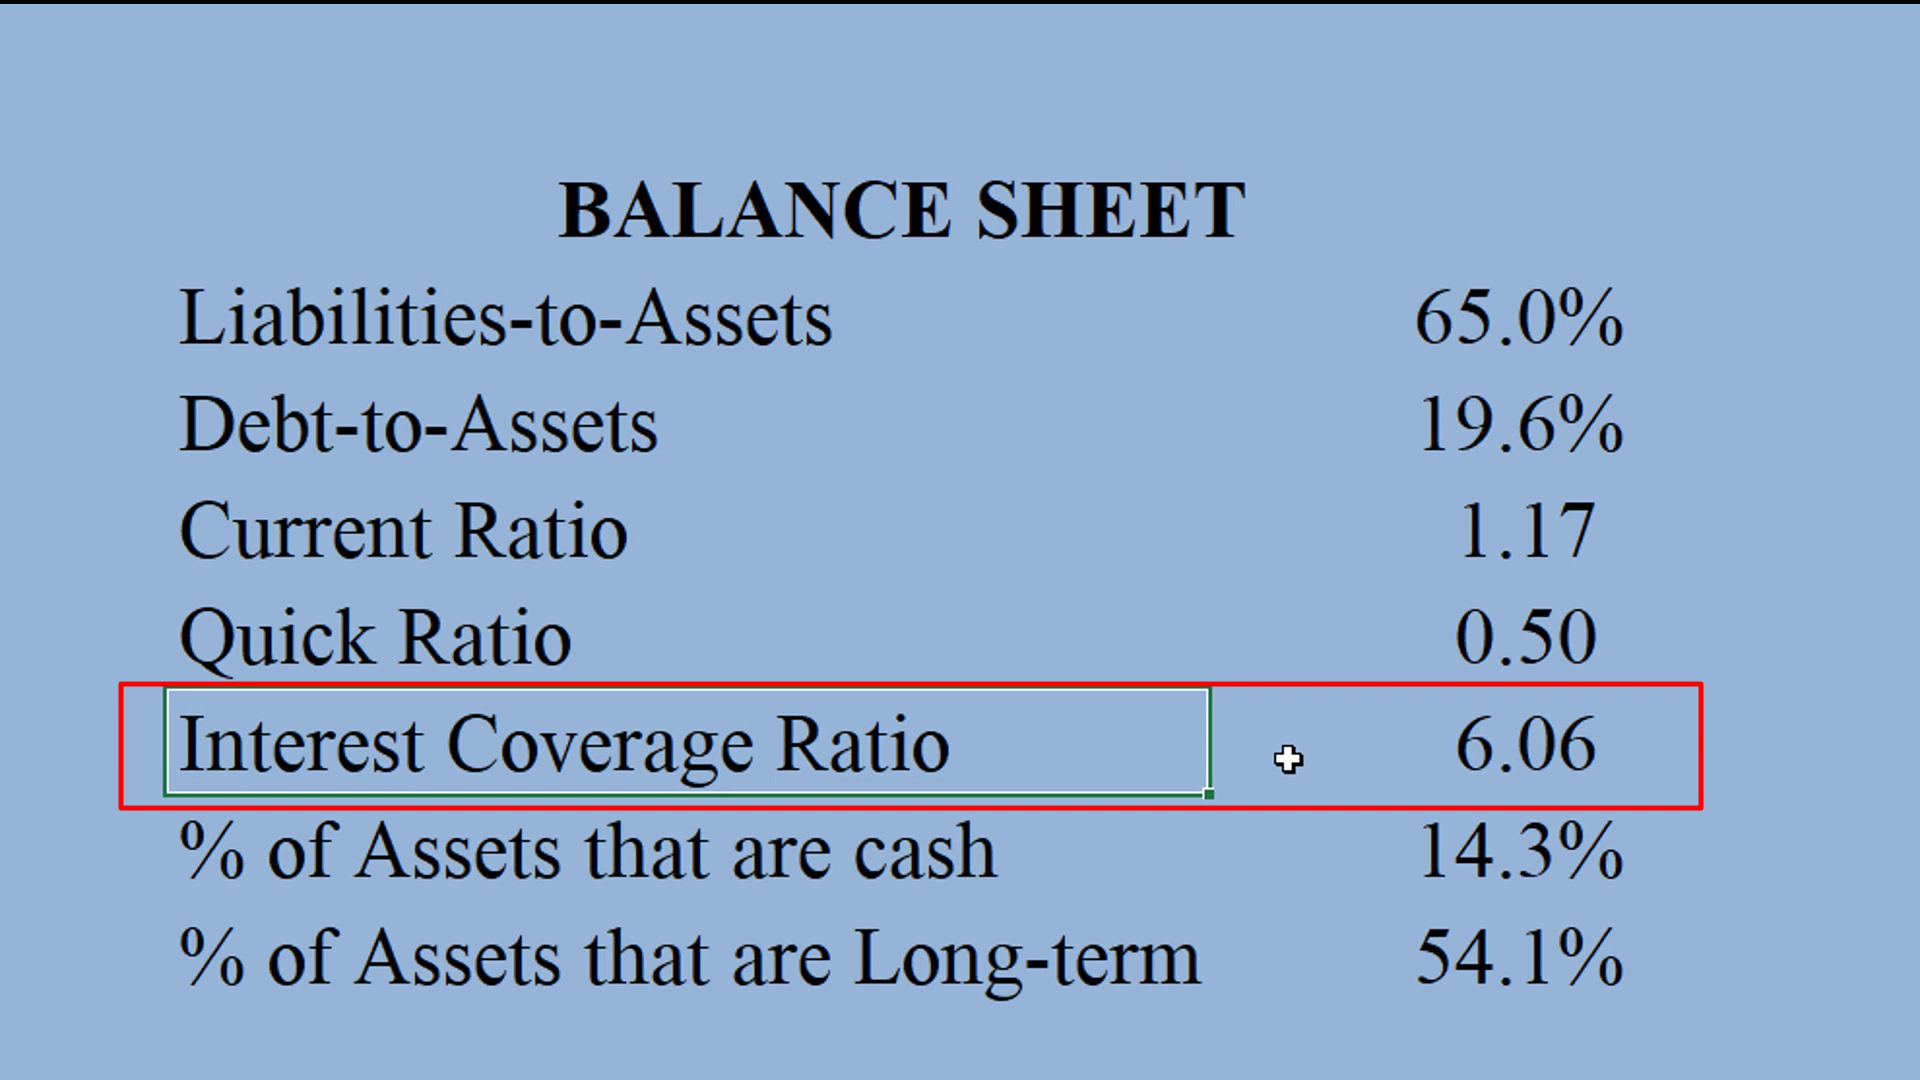 BALANCE SHEET
Liabilities-to-Assets 65.0%
Debt-to-Assets 19.6%
Current Ratio 1.17
Quick Ratio 0.50
Interest Coverage Ratio 6.06
% of Assets that are cash 14.3%
% of Assets that are Long-term 54.1%